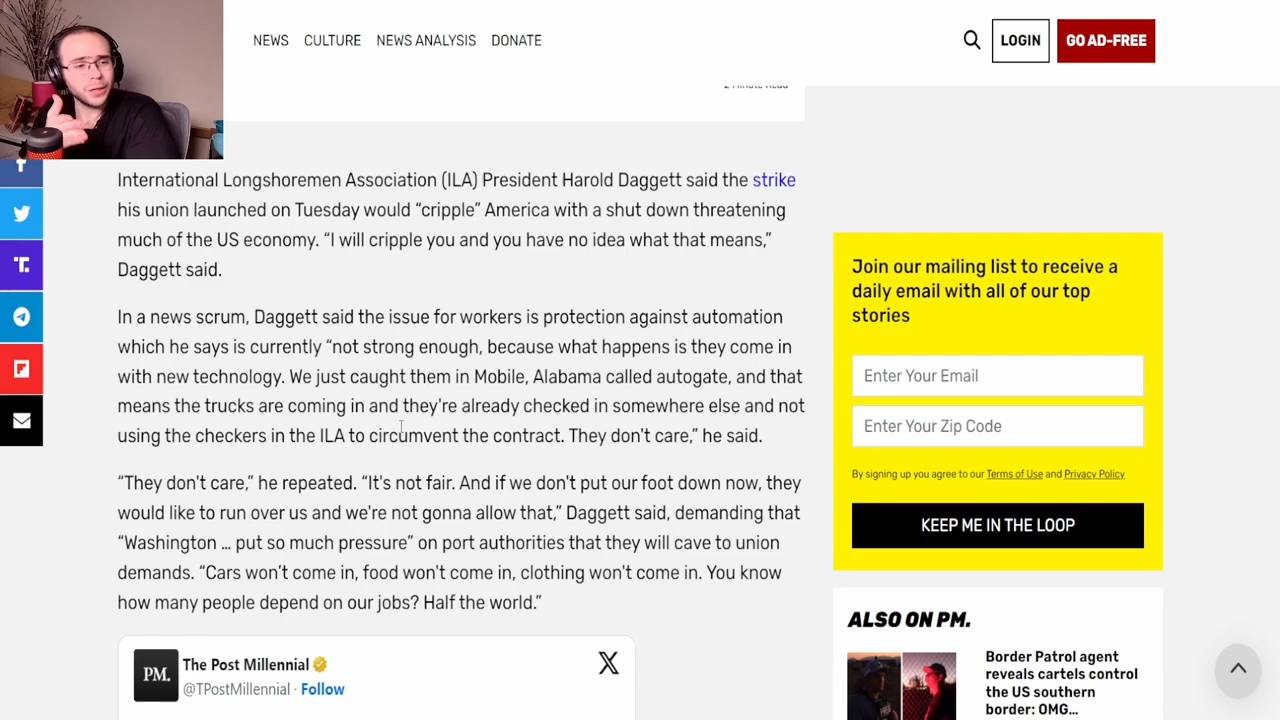 NEWS CULTURE NEWS ANALYSIS DONATE
LOGIN
GO AD-FREE
2 Minute Read
International Longshoremen Association (ILA) President Harold Daggett said the strike
his union launched on Tuesday would “cripple” America with a shut down threatening
much of the US economy. “I will cripple you and you have no idea what that means,”
Daggett said.
In a news scrum, Daggett said the issue for workers is protection against automation
which he says is currently “not strong enough, because what happens is they come in
with new technology. We just caught them in Mobile, Alabama called autogate, and that
means the trucks are coming in and they're already checked in somewhere else and not
using the checkers in the ILA to circumvent the contract. They don't care,” he said.
“They don't care,” he repeated. “It's not fair. And if we don't put our foot down now, they
would like to run over us and we're not gonna allow that,” Daggett said, demanding that
“Washington … put so much pressure” on port authorities that they will cave to union
demands. “Cars won’t come in, food won't come in, clothing won't come in. You know
how many people depend on our jobs? Half the world.”
PM.
The Post Millennial
@TPostMillennial · Follow
X
Join our mailing list to receive a
daily email with all of our top
stories
Enter Your Email
Enter Your Zip Code
By signing up you agree to our Terms of Use and Privacy Policy
KEEP ME IN THE LOOP
ALSO ON PM.
Border Patrol agent
reveals cartels control
the US southern
border: OMG...